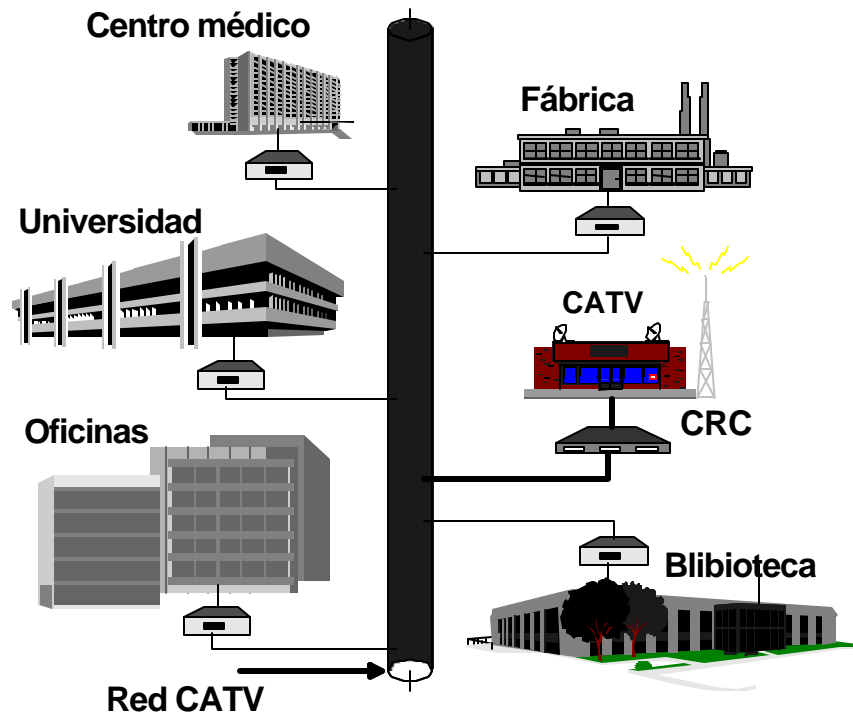 Centro médico
Fábrica
Universidad
CATV
CRC
Oficinas
Blibioteca
Red CATV